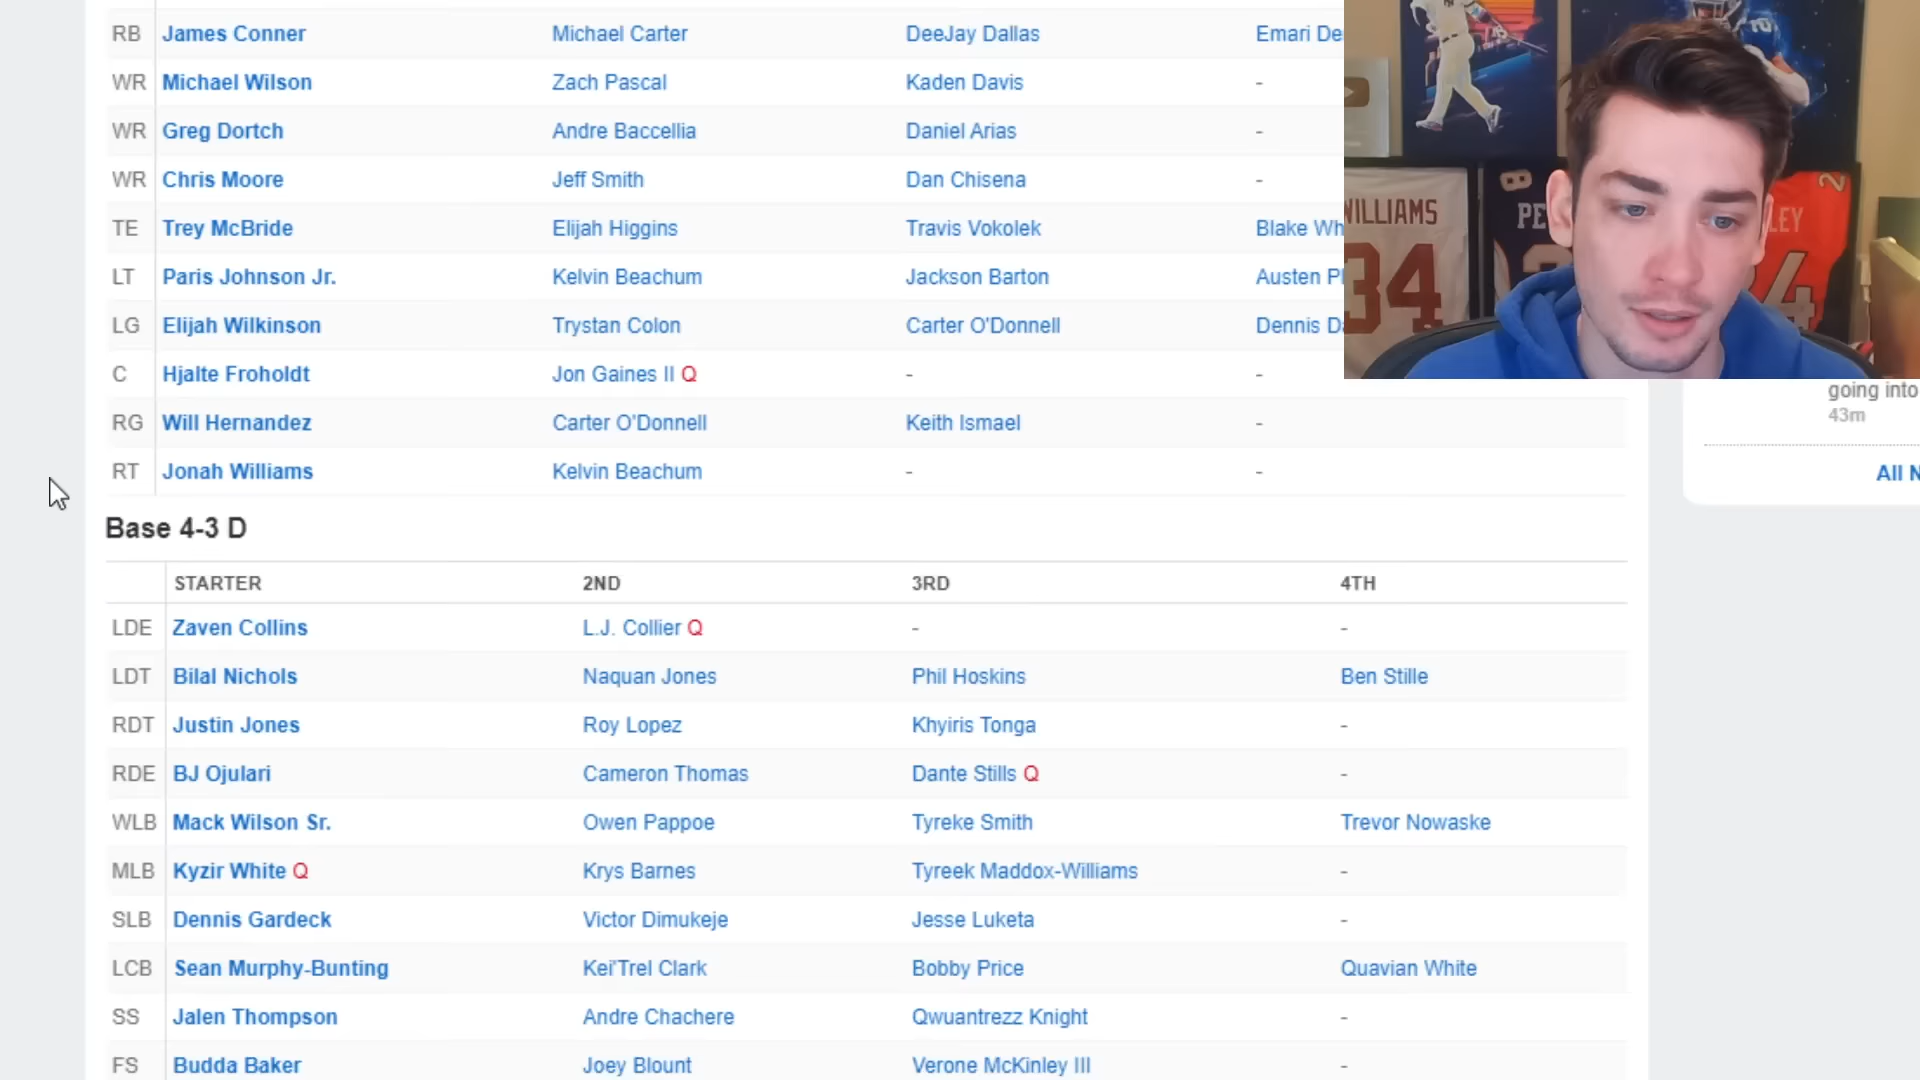 RB James Conner Michael Carter DeeJay Dallas Emari De
WR Michael Wilson Zach Pascal Kaden Davis -
WR Greg Dortch Andre Baccellia Daniel Arias -
WR Chris Moore Jeff Smith Dan Chisena -
TE Trey McBride Elijah Higgins Travis Vokolek Blake Wh
LT Paris Johnson Jr. Kelvin Beachum Jackson Barton Austen Pl
LG Elijah Wilkinson Trystan Colon Carter O'Donnell Dennis D
C Hjalte Froholdt Jon Gaines II Q - -
RG Will Hernandez Carter O'Donnell Keith Ismael -
RT Jonah Williams Kelvin Beachum - -
WILLIAMS
34
PE
LEY
24
going into
43m
All N
Base 4-3 D
STARTER 2ND 3RD 4TH
LDE Zaven Collins L.J. Collier Q - -
LDT Bilal Nichols Naquan Jones Phil Hoskins Ben Stille
RDT Justin Jones Roy Lopez Khyiris Tonga -
RDE BJ Ojulari Cameron Thomas Dante Stills Q -
WLB Mack Wilson Sr. Owen Pappoe Tyreke Smith Trevor Nowaske
MLB Kyzir White Q Krys Barnes Tyreek Maddox-Williams -
SLB Dennis Gardeck Victor Dimukeje Jesse Luketa -
LCB Sean Murphy-Bunting Kei'Trel Clark Bobby Price Quavian White
SS Jalen Thompson Andre Chachere Qwuantrezz Knight -
FS Budda Baker Joey Blount Verone McKinley III -